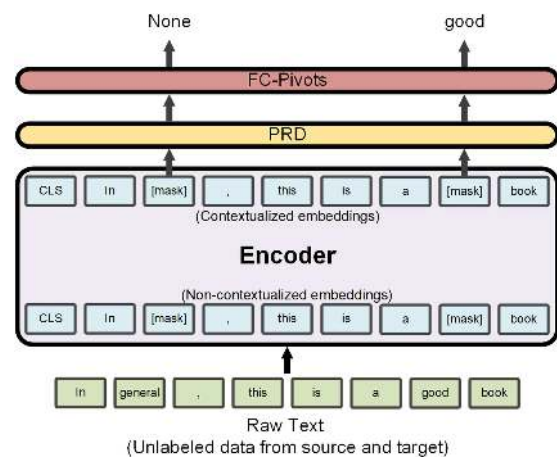 None good
FC-Pivots
PRD
CLS In [mask] , this is a [mask] book
(Contextualized embeddings)
Encoder
(Non-contextualized embeddings)
CLS In [mask] , this is a [mask] book
In general , this is a good book
Raw Text
(Unlabeled data from source and target)